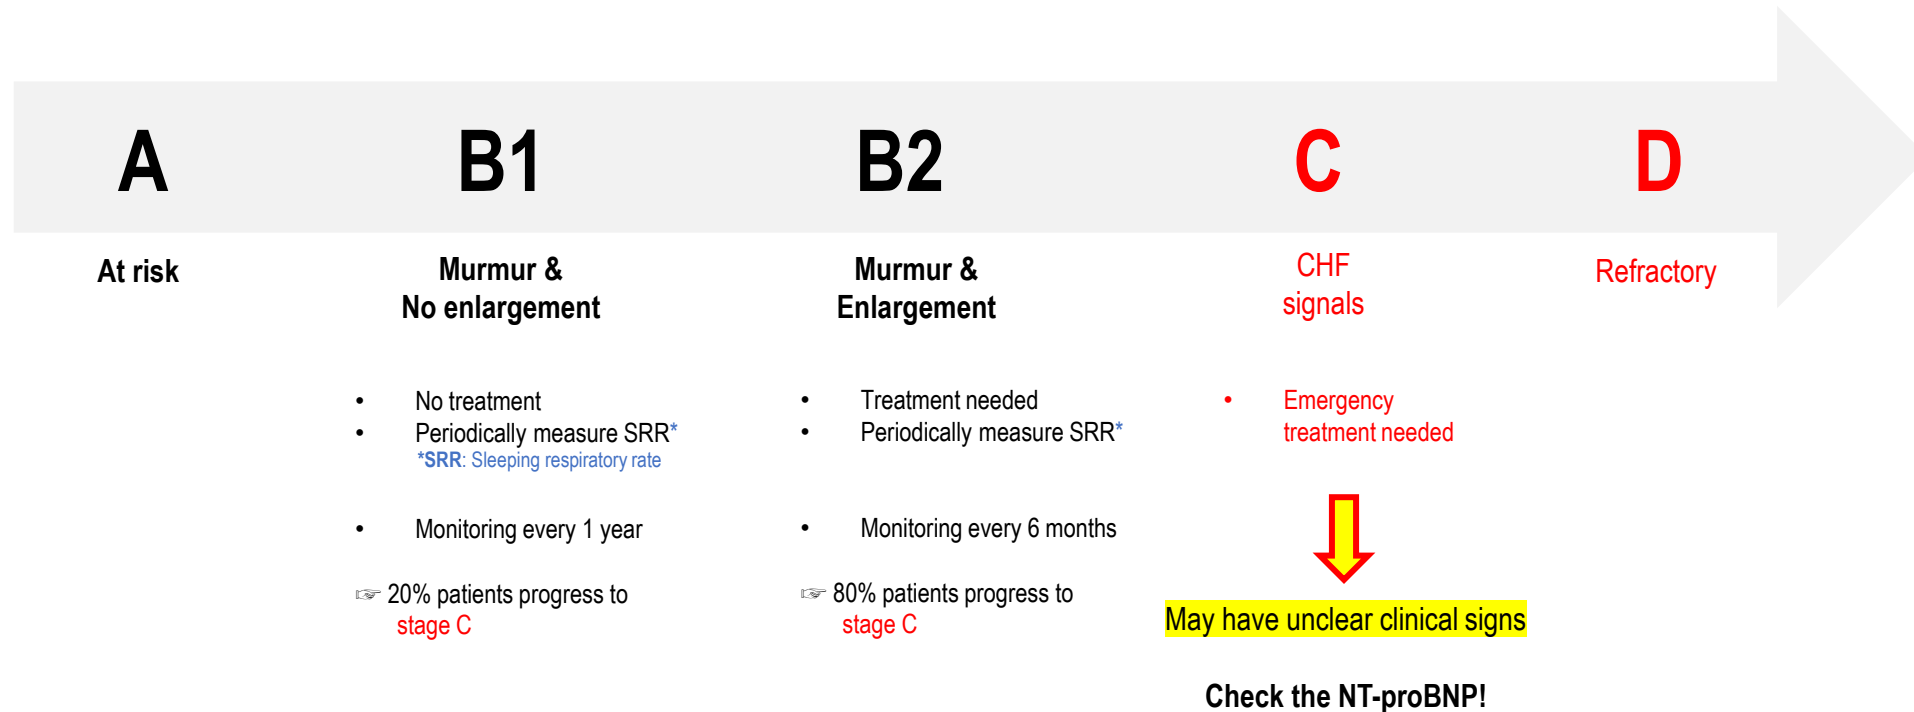 A
B1
B2
C
D
At risk
Murmur &
No enlargement
Murmur &
Enlargement
CHF
signals
Refractory
• No treatment
• Periodically measure SRR*
*SRR: Sleeping respiratory rate
• Monitoring every 1 year
☞ 20% patients progress to
stage C
• Treatment needed
• Periodically measure SRR*
• Monitoring every 6 months
☞ 80% patients progress to
stage C
• Emergency
treatment needed
May have unclear clinical signs
Check the NT-proBNP!